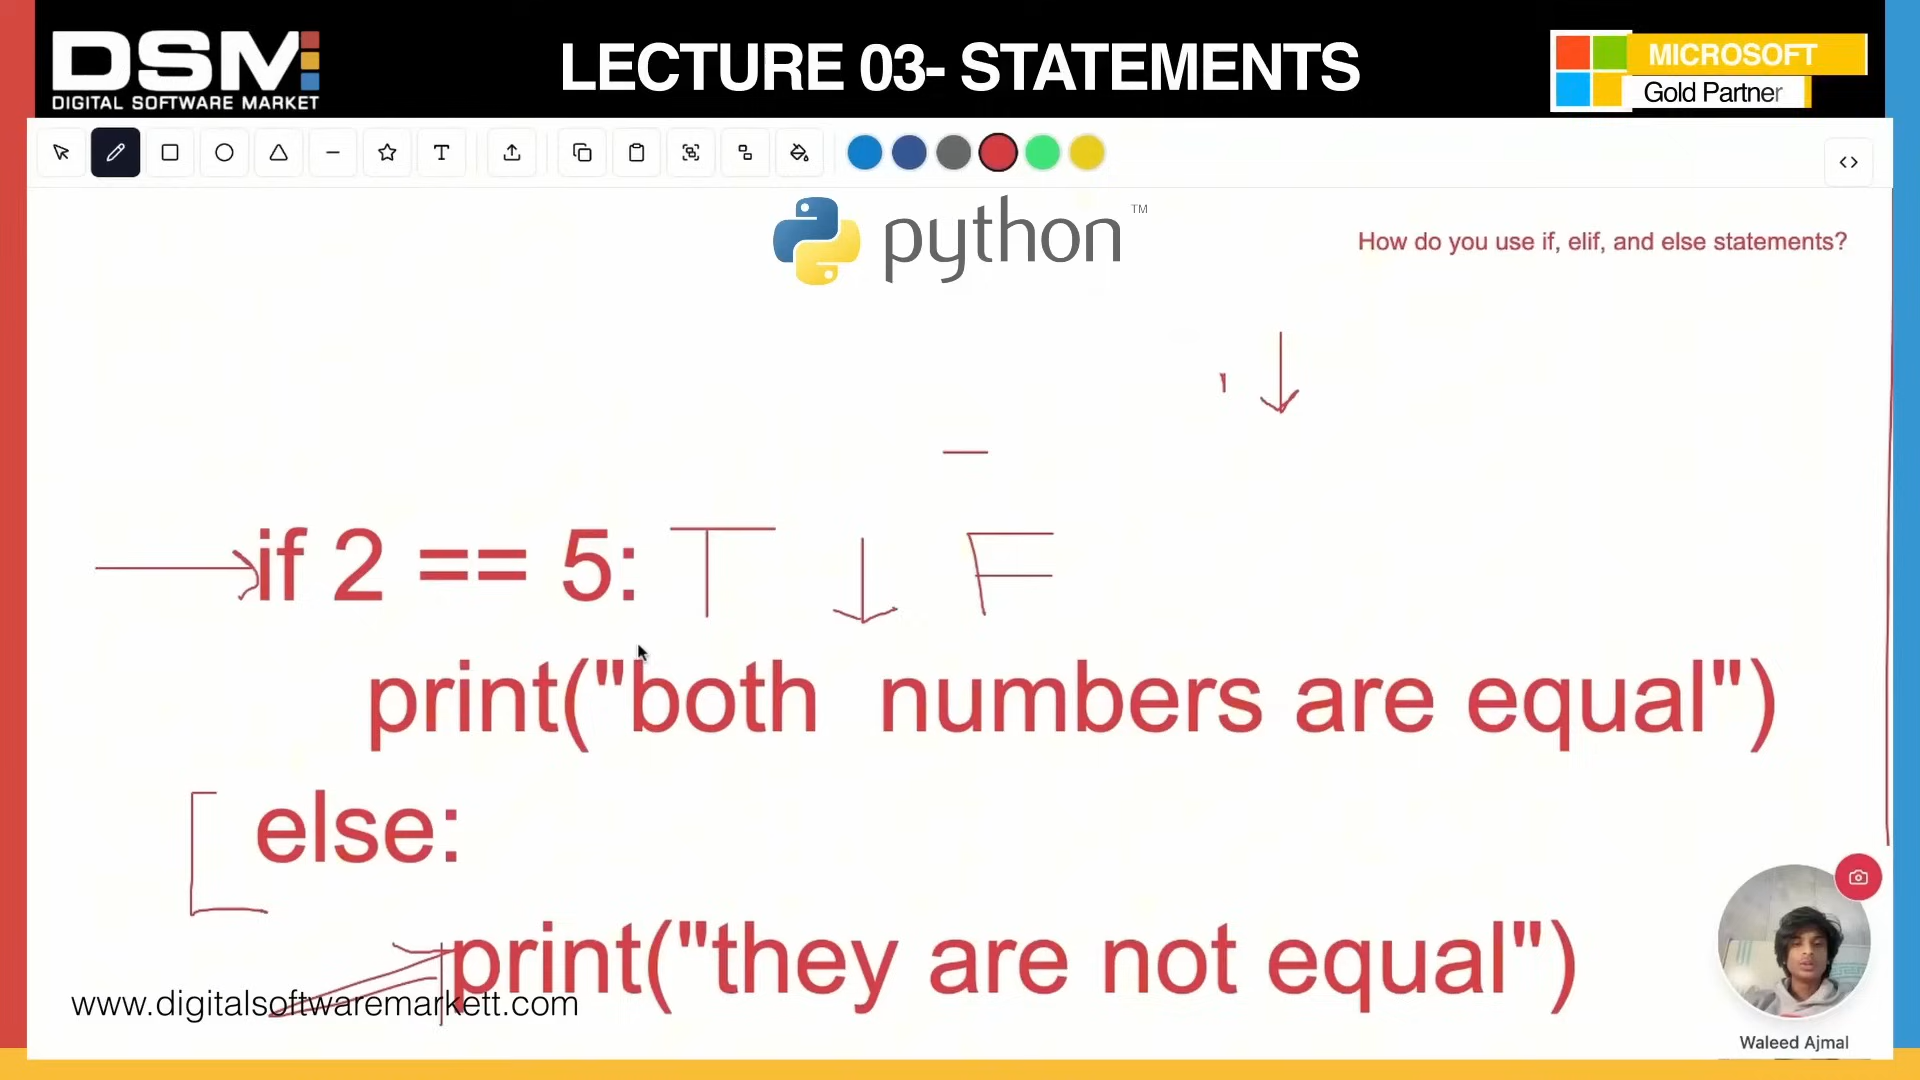 DSM
DIGITAL SOFTWARE MARKET
LECTURE 03- STATEMENTS
MICROSOFT
Gold Partner
T
python™
How do you use if, elif, and else statements?
if 2 == 5: T F
print("both numbers are equal")
else:
print("they are not equal")
www.digitalsoftwaremarkett.com
Waleed Ajmal